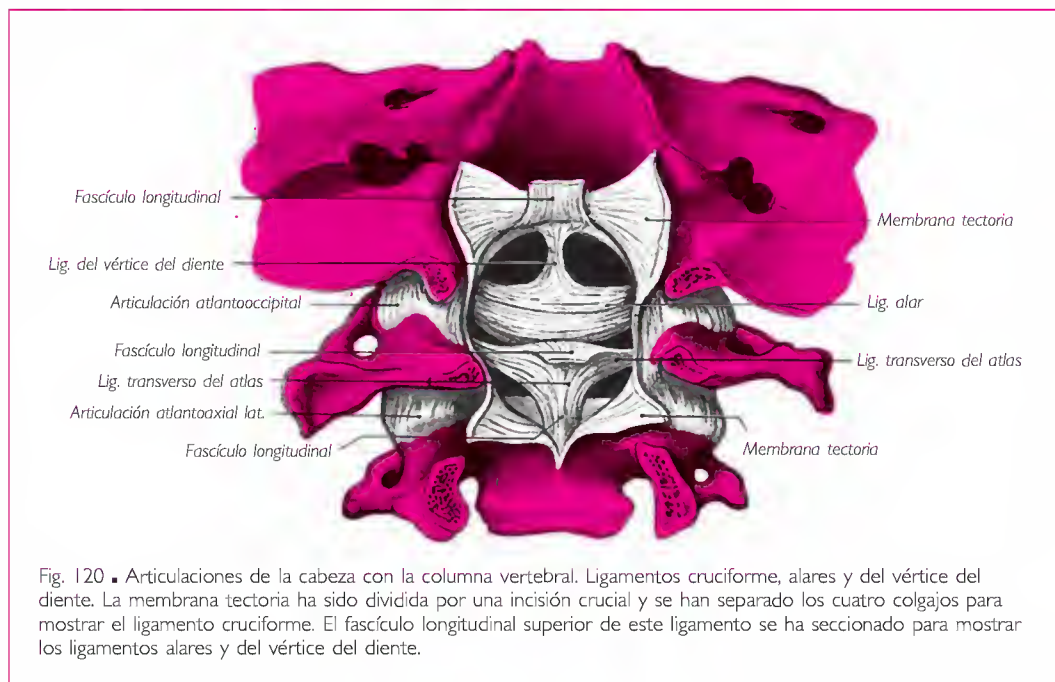 Fascículo longitudinal
Membrana tectoria
Lig. del vértice del diente
Articulación atlantooccipital
Lig. alar
Fascículo longitudinal
Lig. transverso del atlas
Lig. transverso del atlas
Articulación atlantoaxial lat.
Fascículo longitudinal
Membrana tectoria
Fig. 120 ▪ Articulaciones de la cabeza con la columna vertebral. Ligamentos cruciforme, alares y del vértice del
diente. La membrana tectoria ha sido dividida por una incisión crucial y se han separado los cuatro colgajos para
mostrar el ligamento cruciforme. El fascículo longitudinal superior de este ligamento se ha seccionado para mostrar
los ligamentos alares y del vértice del diente.